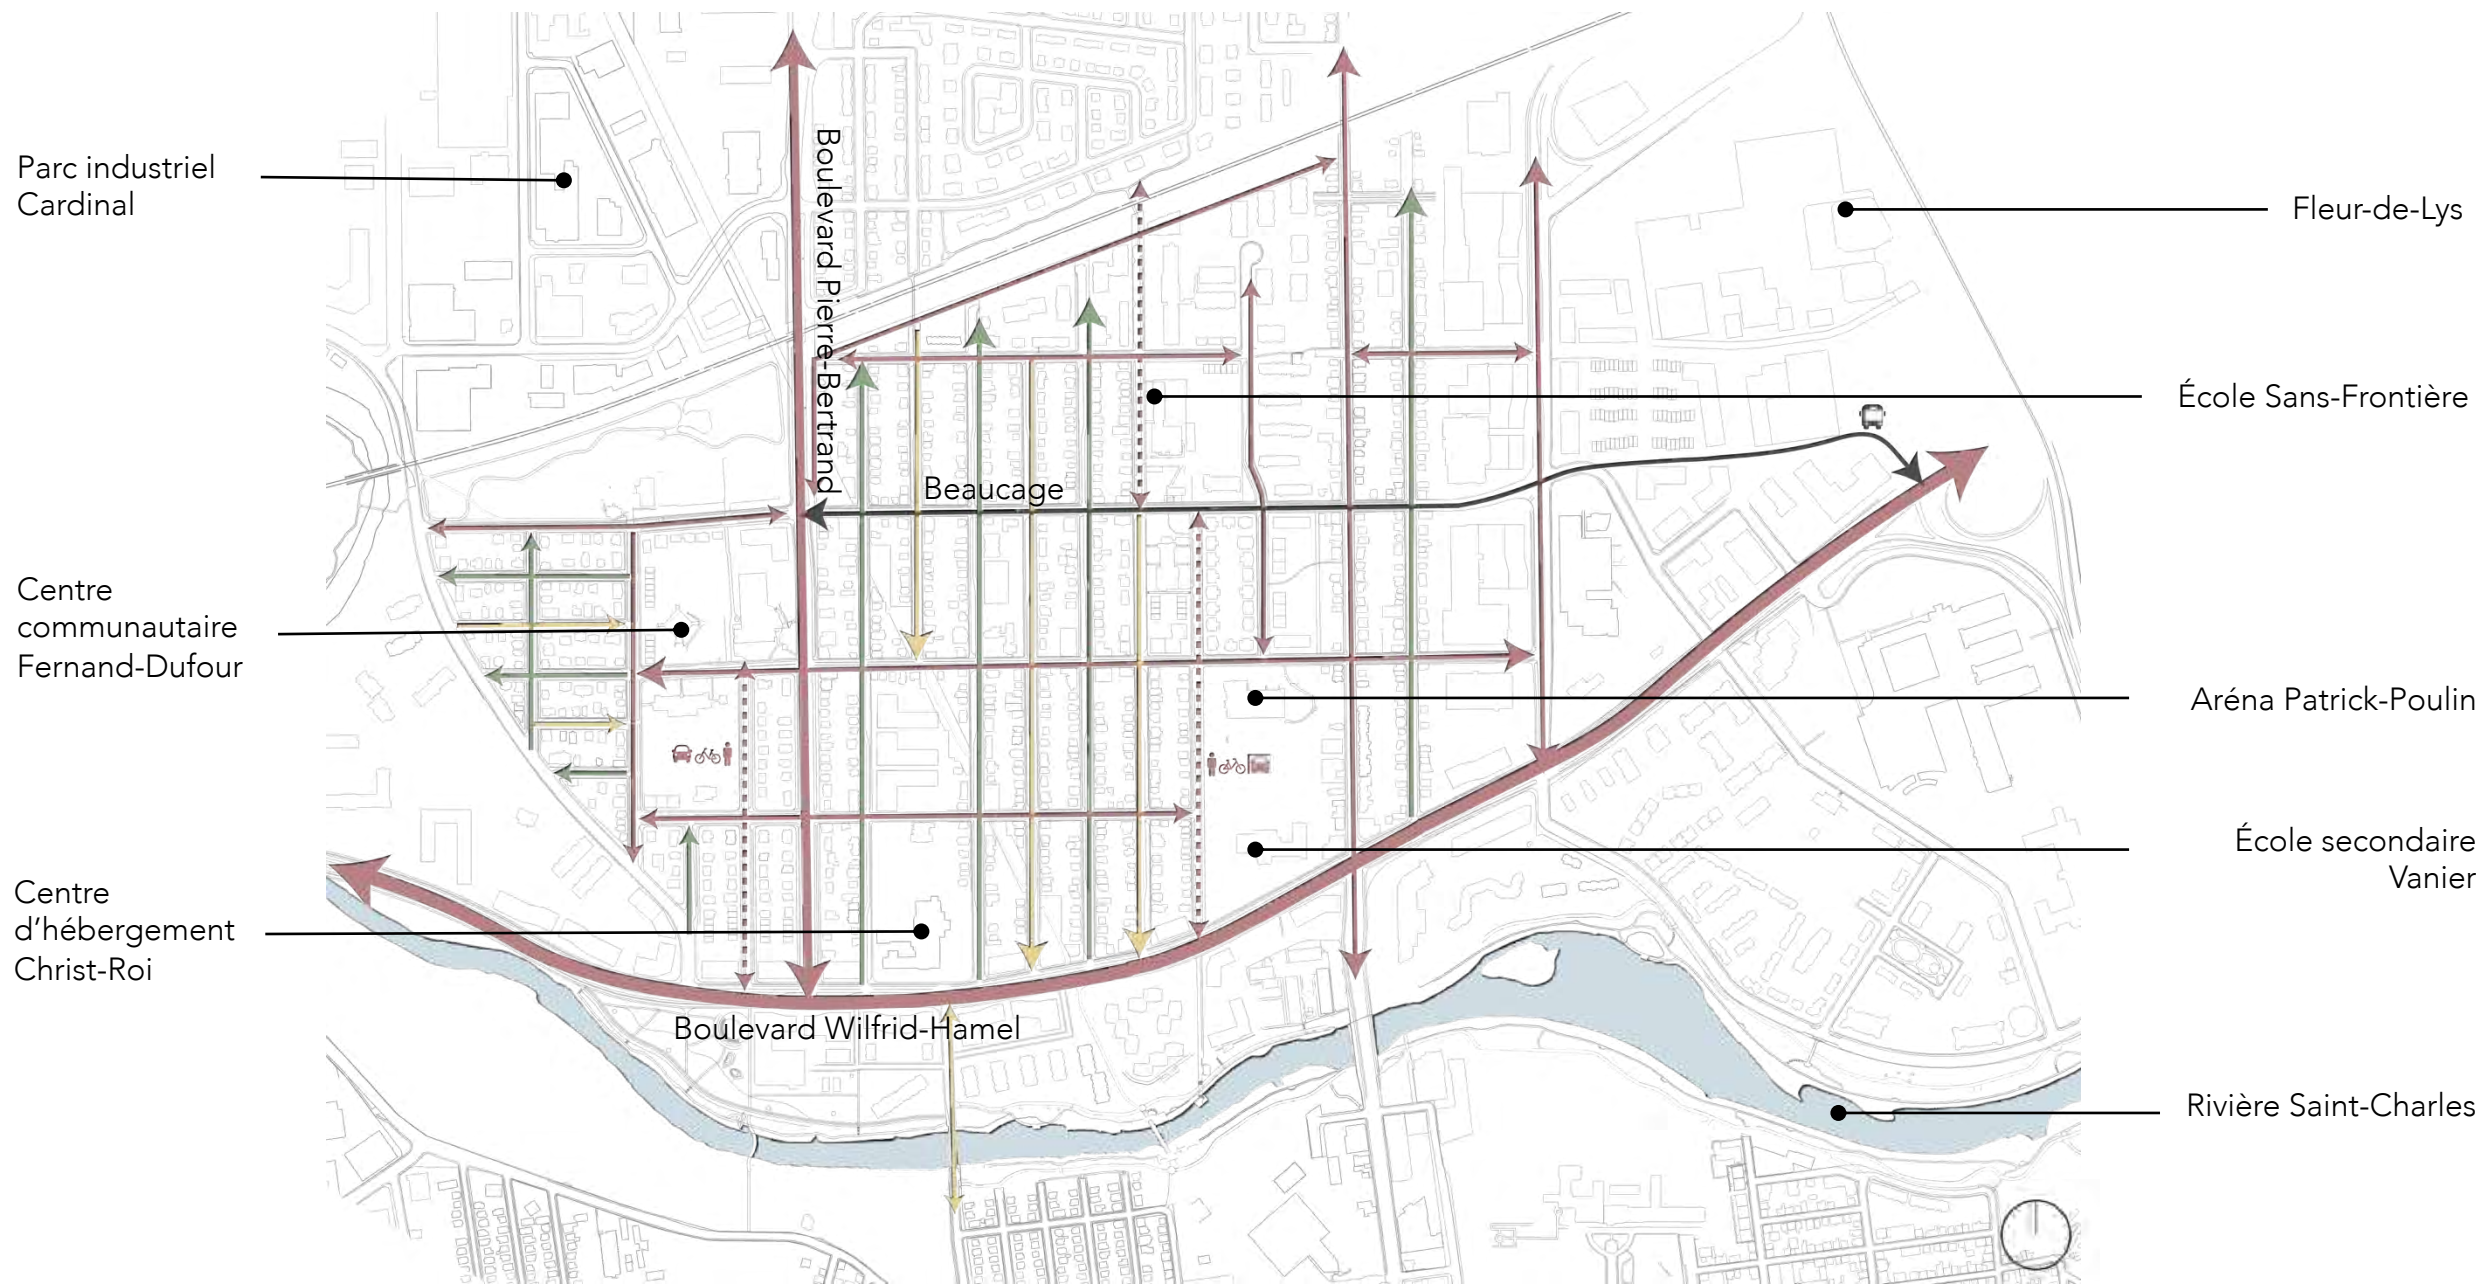 Boulevard Pierre-Bertrand
Parc industriel
Cardinal
Fleur-de-Lys
École Sans-Frontière
Beaucage
Centre
communautaire
Fernand-Dufour
Aréna Patrick-Poulin
École secondaire
Vanier
Centre
d’hébergement
Christ-Roi
Boulevard Wilfrid-Hamel
Rivière Saint-Charles